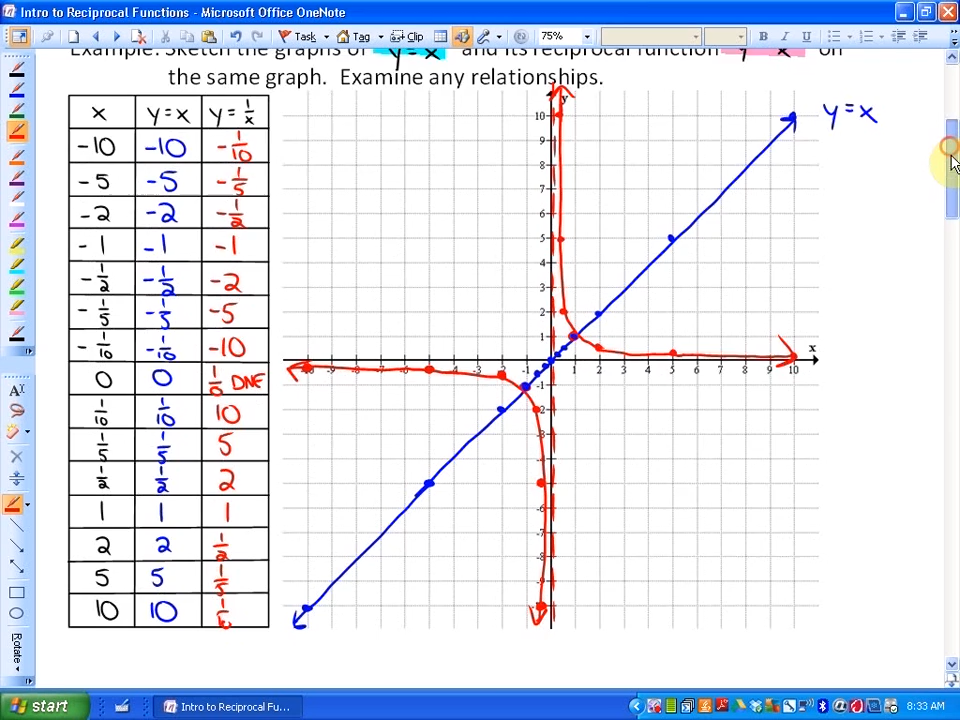 Intro to Reciprocal Functions - Microsoft Office OneNote
Task Tag Clip 75% B I U
Example: Sketch the graphs of y = x and its reciprocal function on
the same graph. Examine any relationships.
x y=x y=1/x
-10 -10 -1/10
-5 -5 -1/5
-2 -2 -1/2
-1 -1 -1
-1/2 -1/2 -2
-1/5 -1/5 -5
-1/10 -1/10 -10
0 0 1/0 DNE
1/10 1/10 10
1/5 1/5 5
1/2 1/2 2
1 1 1
2 2 1/2
5 5 1/5
10 10
y
y=x
10
9
8
7
6
5
4
3
2
1
x
-5 -4 -3 -2 -1 1 2 3 4 5 6 7 8 9 10
-1
-2
-3
-4
-6
-7
-8
-9
Rotate
start
Intro to Reciprocal Fu...
8:33 AM